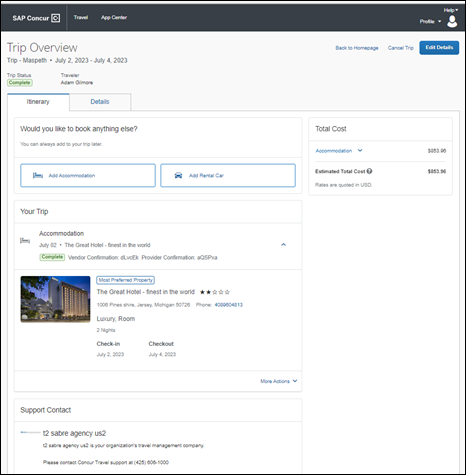 Help
SAP Concur C Travel App Center
Profile
Trip Overview
Trip - Maspeth • July 2, 2023 - July 4, 2023
Back to Homepage Cancel Trip Edit Details
Trip Status Traveler
Complete Adam Gilmore
Itinerary Details
Would you like to book anything else?
You can always add to your trip later.
Add Accommodation Add Rental Car
Total Cost
Accommodation $853.96
Estimated Total Cost $853.96
Rates are quoted in USD.
Your Trip
Accommodation
July 02 • The Great Hotel - finest in the world
Complete Vendor Confirmation: dLvdEk Provider Confirmation: aQSPxa
Most Preferred Property
The Great Hotel - finest in the world
1006 Pines shire, Jersey, Michigan 50726 Phone: 4089604813
Luxury, Room
2 Nights
Check-in Checkout
July 2, 2023 July 4, 2023
More Actions
Support Contact
t2 sabre agency us2
t2 sabre agency us2 is your organization's travel management company.
Please contact Concur Travel support at (425) 606-1000